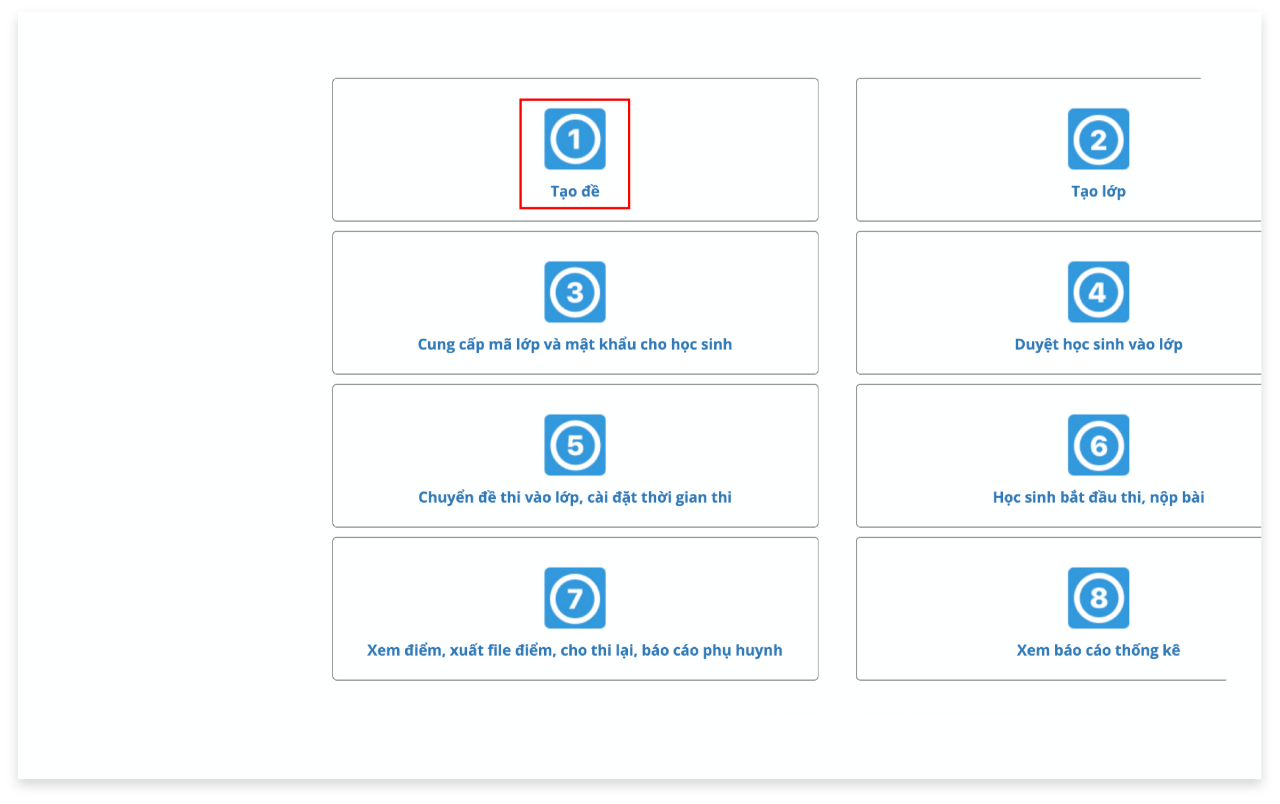 1
2
Tạo đề
Tạo lớp
3
4
Cung cấp mã lớp và mật khẩu cho học sinh
Duyệt học sinh vào lớp
5
6
Chuyển đề thi vào lớp, cài đặt thời gian thi
Học sinh bắt đầu thi, nộp bài
7
8
Xem điểm, xuất file điểm, cho thi lại, báo cáo phụ huynh
Xem báo cáo thống kê